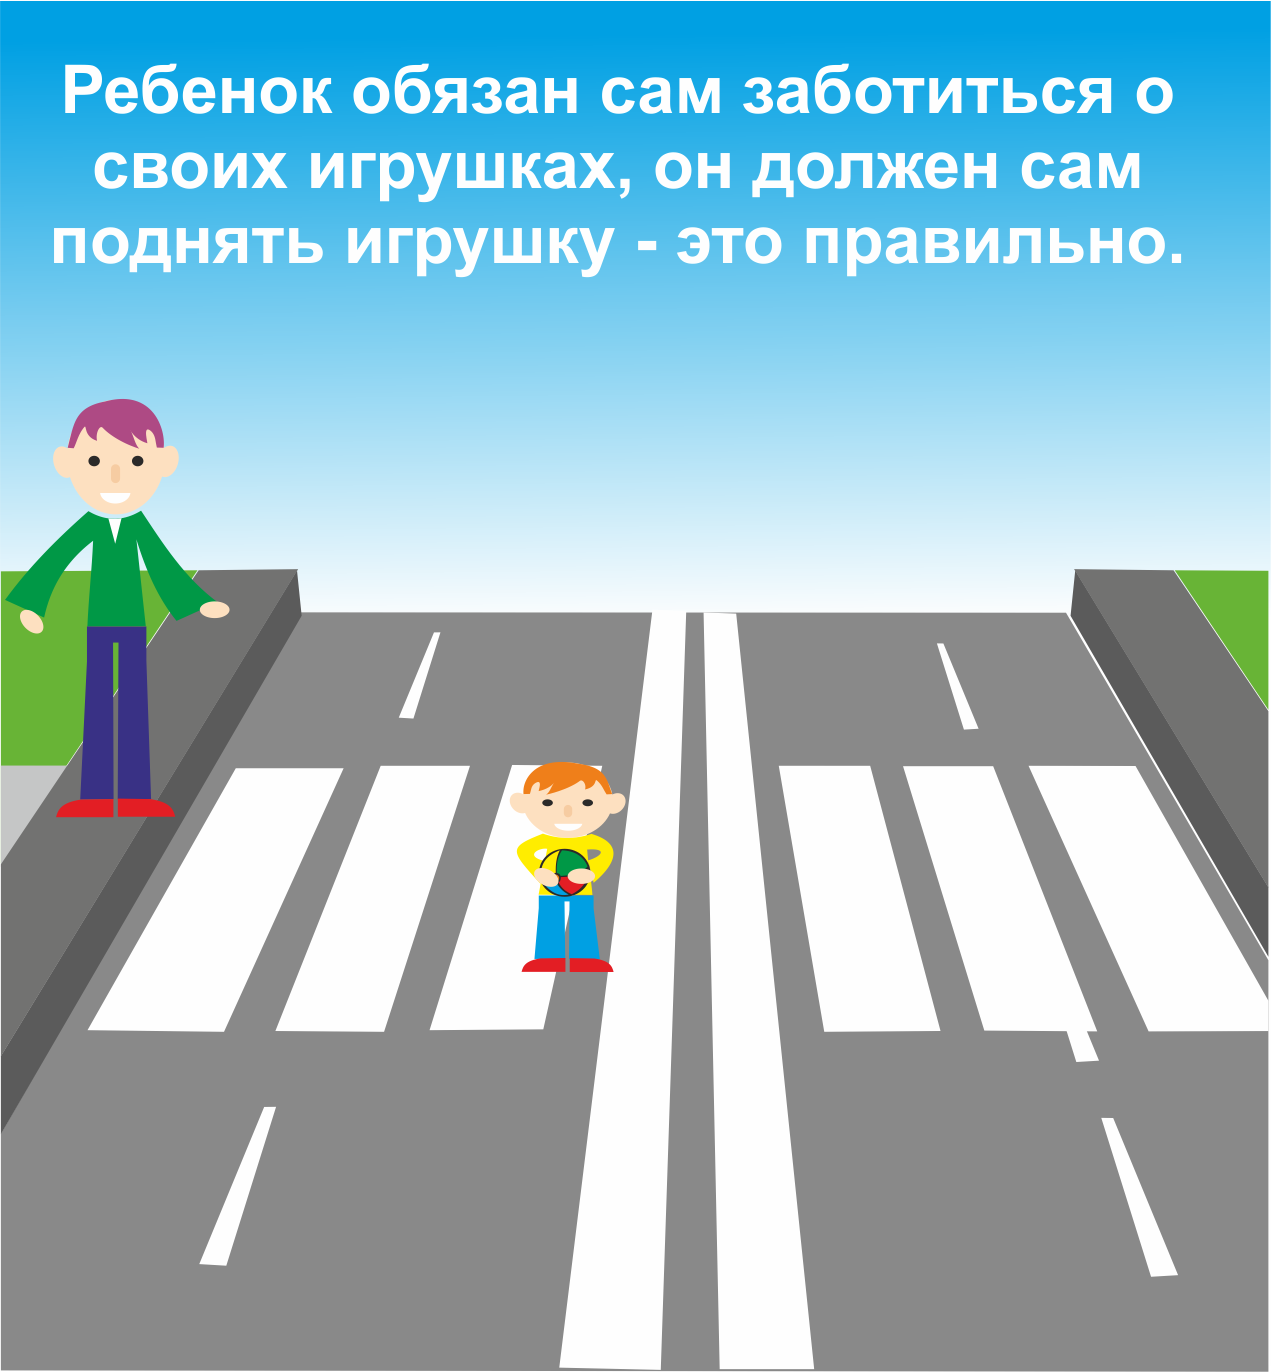 Ребенок обязан сам заботиться о
своих игрушках, он должен сам
поднять игрушку - это правильно.